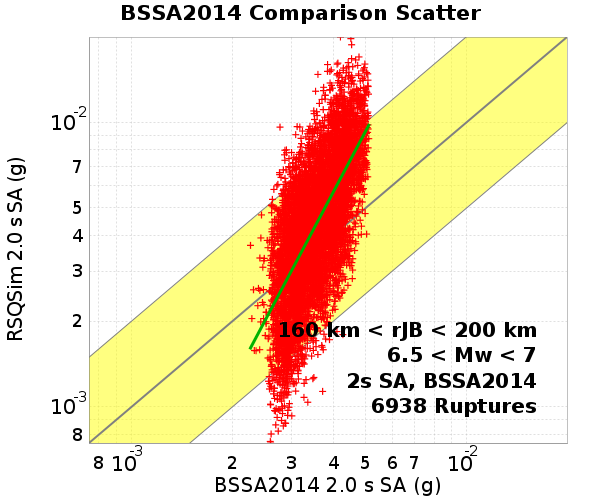 BSSA2014 Comparison Scatter
RSQSim 2.0 s SA (g)
10^-2
7
5
4
3
2
10^-3
8
160 km < rJB < 200 km
6.5 < Mw < 7
2s SA, BSSA2014
6938 Ruptures
8 10^-3 2 3 4 5 6 7 10^-2
BSSA2014 2.0 s SA (g)